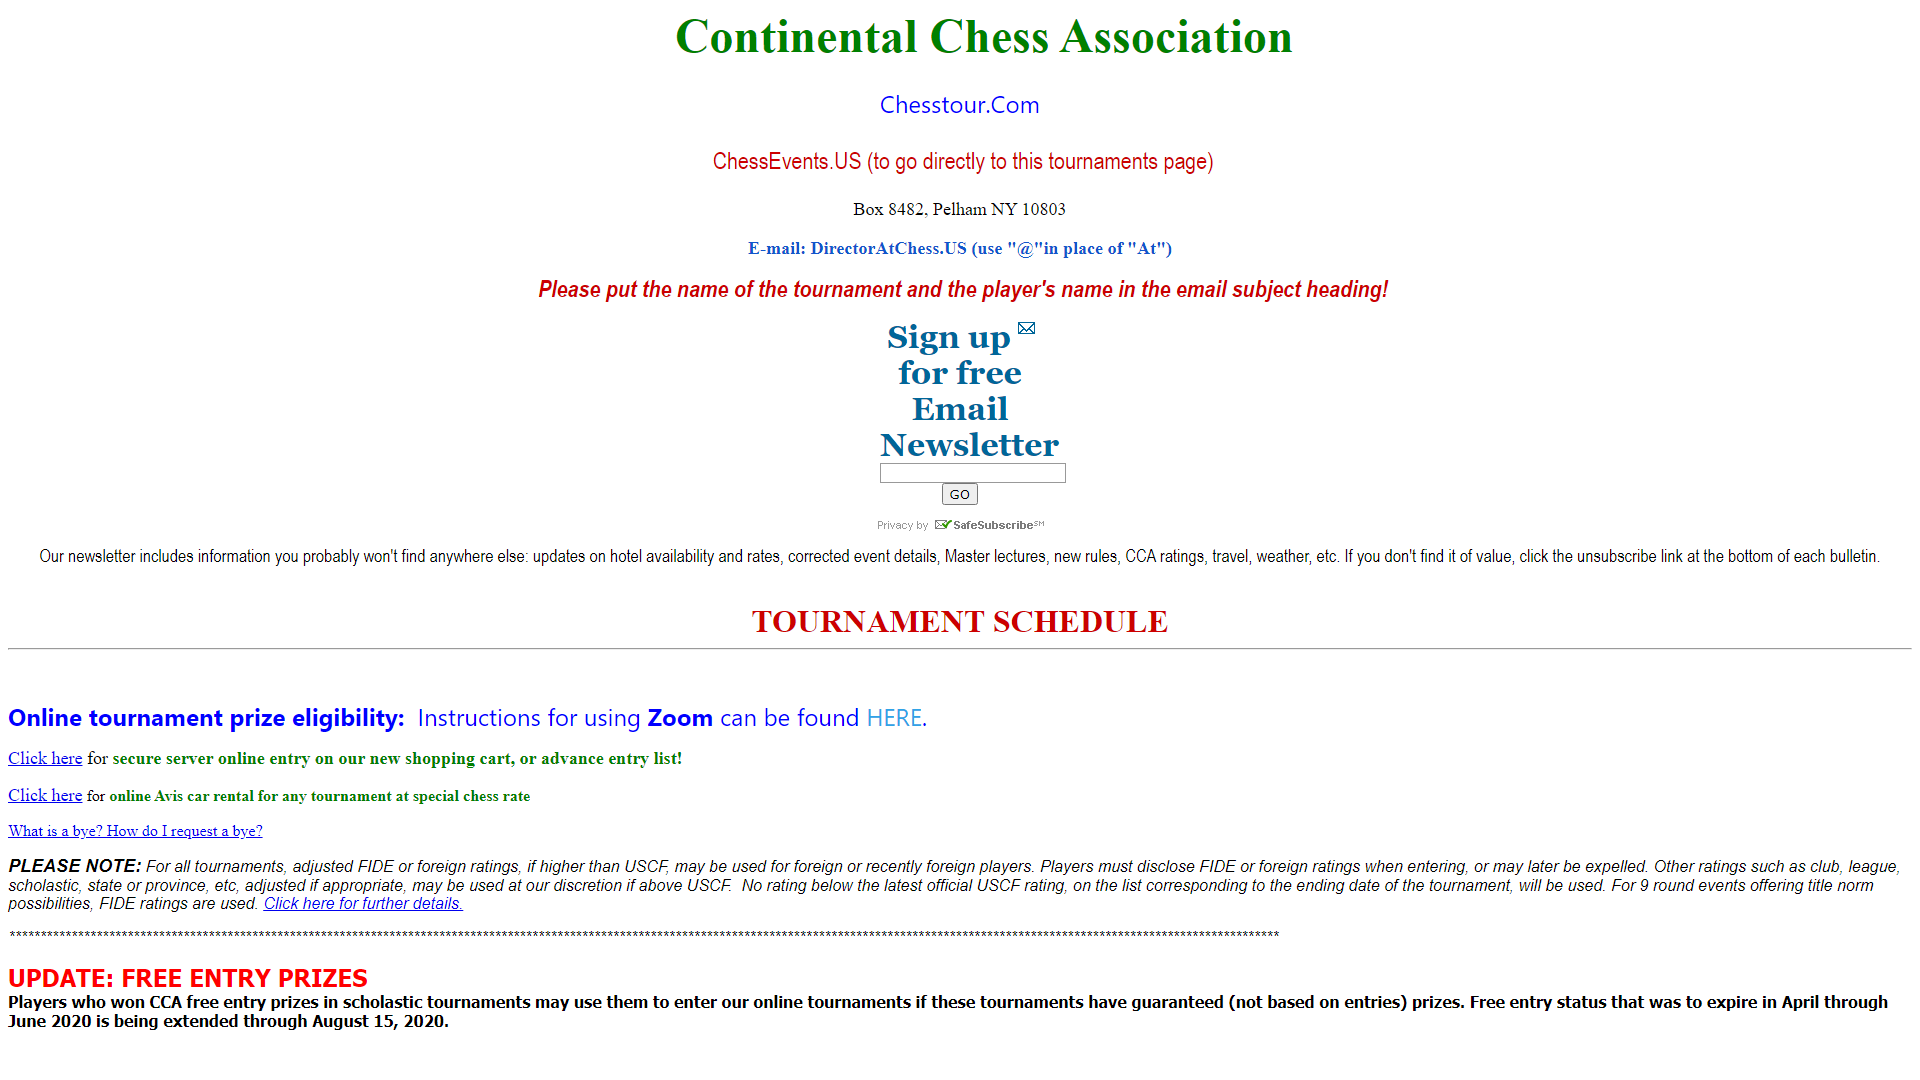 Continental Chess Association
Chesstour.Com
ChessEvents.US (to go directly to this tournaments page)
Box 8482, Pelham NY 10803
E-mail: DirectorAtChess.US (use "@"in place of "At")
Please put the name of the tournament and the player's name in the email subject heading!
Sign up
for free
Email
Newsletter
GO
Privacy by SafeSubscribe℠
Our newsletter includes information you probably won't find anywhere else: updates on hotel availability and rates, corrected event details, Master lectures, new rules, CCA ratings, travel, weather, etc. If you don't find it of value, click the unsubscribe link at the bottom of each bulletin.
TOURNAMENT SCHEDULE
Online tournament prize eligibility:  Instructions for using Zoom can be found HERE.
Click here for secure server online entry on our new shopping cart, or advance entry list!
Click here for online Avis car rental for any tournament at special chess rate
What is a bye? How do I request a bye?
PLEASE NOTE: For all tournaments, adjusted FIDE or foreign ratings, if higher than USCF, may be used for foreign or recently foreign players. Players must disclose FIDE or foreign ratings when entering, or may later be expelled. Other ratings such as club, league,
scholastic, state or province, etc, adjusted if appropriate, may be used at our discretion if above USCF.  No rating below the latest official USCF rating, on the list corresponding to the ending date of the tournament, will be used. For 9 round events offering title norm
possibilities, FIDE ratings are used. Click here for further details.
****************************************************************************************************************************************************************************************************************
UPDATE: FREE ENTRY PRIZES
Players who won CCA free entry prizes in scholastic tournaments may use them to enter our online tournaments if these tournaments have guaranteed (not based on entries) prizes. Free entry status that was to expire in April through
June 2020 is being extended through August 15, 2020.